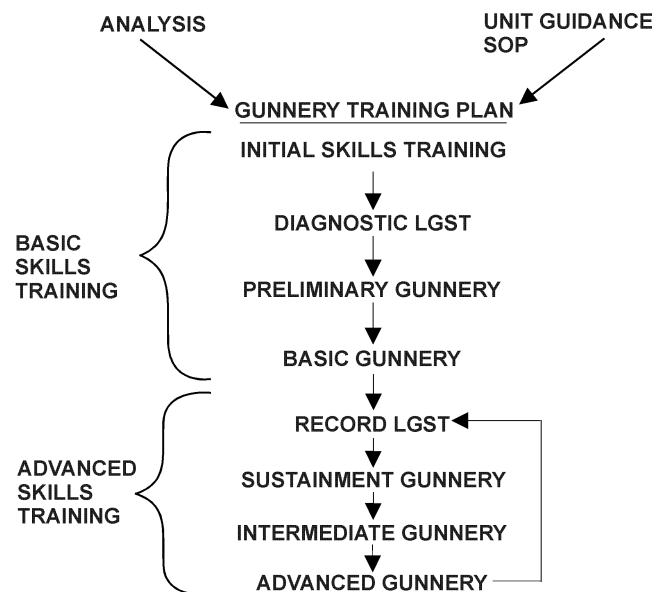 ANALYSIS
UNIT GUIDANCE
SOP
GUNNERY TRAINING PLAN
INITIAL SKILLS TRAINING
DIAGNOSTIC LGST
BASIC
SKILLS
TRAINING
PRELIMINARY GUNNERY
BASIC GUNNERY
RECORD LGST
ADVANCED
SKILLS
TRAINING
SUSTAINMENT GUNNERY
INTERMEDIATE GUNNERY
ADVANCED GUNNERY